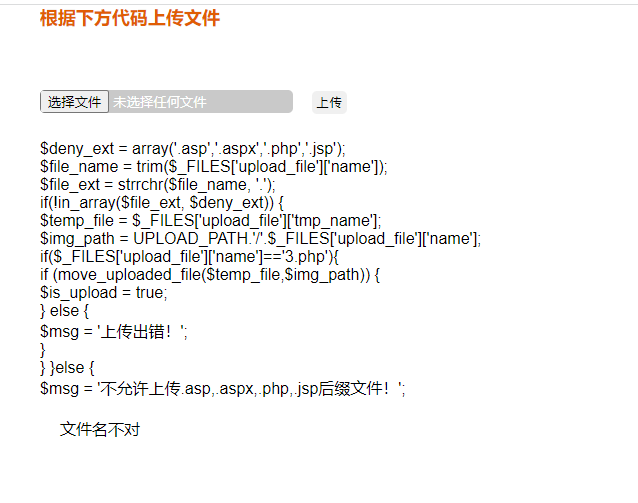 根据下方代码上传文件
选择文件 未选择任何文件 上传
$deny_ext = array('.asp','.aspx','.php','.jsp');
$file_name = trim($_FILES['upload_file']['name']);
$file_ext = strrchr($file_name, '.');
if(!in_array($file_ext, $deny_ext)) {
$temp_file = $_FILES['upload_file']['tmp_name'];
$img_path = UPLOAD_PATH.'/'.$_FILES['upload_file']['name'];
if($_FILES['upload_file']['name']=='3.php'){
if (move_uploaded_file($temp_file,$img_path)) {
$is_upload = true;
} else {
$msg = '上传出错！';
}
} }else {
$msg = '不允许上传.asp,.aspx,.php,.jsp后缀文件！';
文件名不对